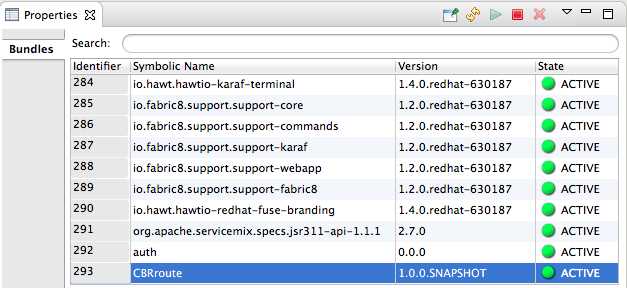 Properties
Bundles
Search:
Identifier Symbolic Name Version State
284 io.hawt.hawtio-karaf-terminal 1.4.0.redhat-630187 ACTIVE
285 io.fabric8.support.support-core 1.2.0.redhat-630187 ACTIVE
286 io.fabric8.support.support-commands 1.2.0.redhat-630187 ACTIVE
287 io.fabric8.support.support-karaf 1.2.0.redhat-630187 ACTIVE
288 io.fabric8.support.support-webapp 1.2.0.redhat-630187 ACTIVE
289 io.fabric8.support.support-fabric8 1.2.0.redhat-630187 ACTIVE
290 io.hawt.hawtio-redhat-fuse-branding 1.4.0.redhat-630187 ACTIVE
291 org.apache.servicemix.specs.jsr311-api-1.1.1 2.7.0 ACTIVE
292 auth 0.0.0 ACTIVE
293 CBRroute 1.0.0.SNAPSHOT ACTIVE